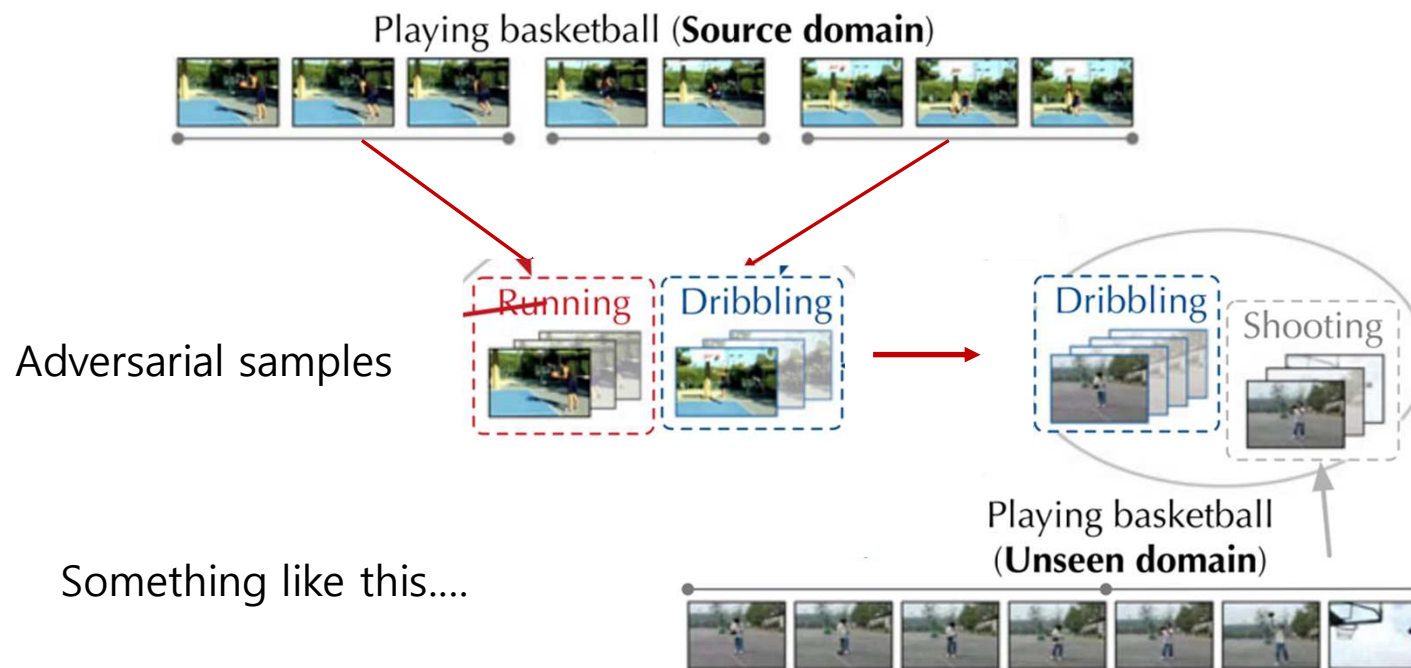 Playing basketball (Source domain)
Running
Dribbling
Dribbling
Shooting
Adversarial samples
Playing basketball
(Unseen domain)
Something like this....